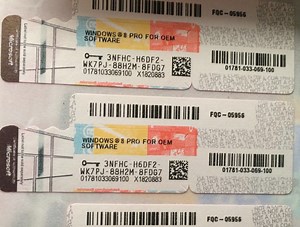 FQC -05956
WINDOWS® 8 PRO FOR OEM
SOFTWARE
3NFHC-H6DF2-
WK7PJ-88H2M-8FDG7
01781033069100 X1820883
01781-033-069-100
Microsoft
FQC -05956
WINDOWS® 8 PRO FOR OEM
SOFTWARE
3NFHC-H6DF2-
WK7PJ-88H2M-8FDG7
01781033069100 X1820883
01781-033-069-100
Microsoft
FQC -05956